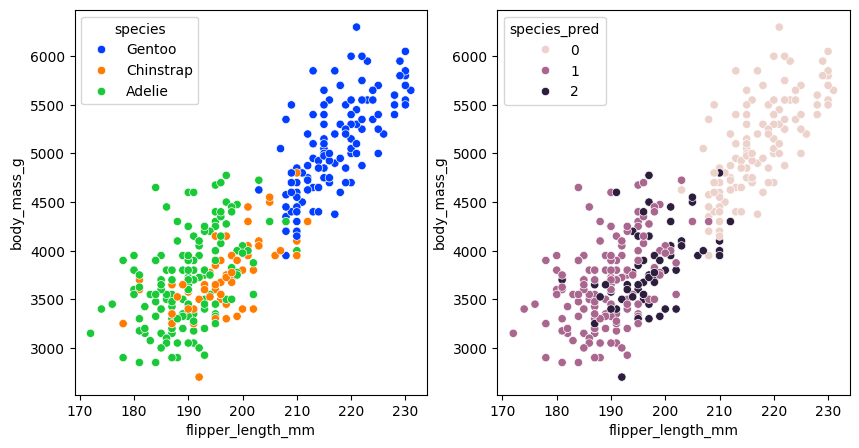 species
Gentoo
Chinstrap
Adelie
6000
5500
5000
4500
4000
3500
3000
body_mass_g
170 180 190 200 210 220 230
flipper_length_mm
species_pred
0
1
2
6000
5500
5000
4500
4000
3500
3000
body_mass_g
170 180 190 200 210 220 230
flipper_length_mm